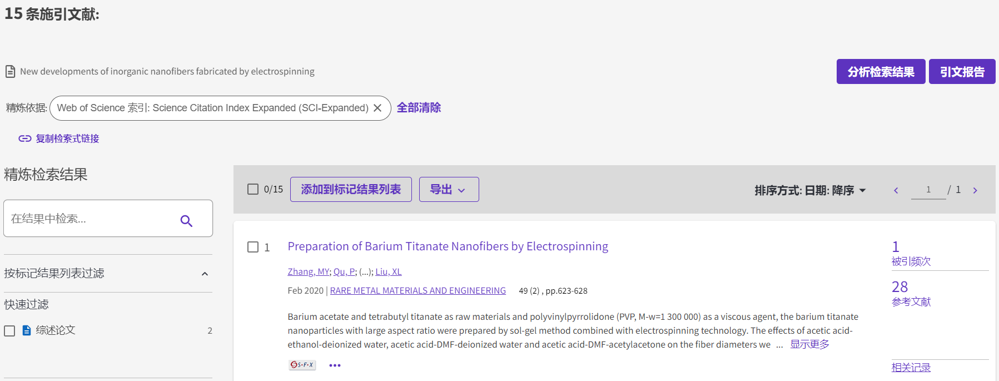 15 条施引文献:
New developments of inorganic nanofibers fabricated by electrospinning
分析检索结果
引文报告
精炼依据: Web of Science 索引: Science Citation Index Expanded (SCI-Expanded) 全部清除
复制检索式链接
精炼检索结果
在结果中检索...
按标记结果列表过滤
快速过滤
综述论文 2
0/15 添加到标记结果列表 导出 排序方式: 日期: 降序 1 / 1
1 Preparation of Barium Titanate Nanofibers by Electrospinning
Zhang, MY; Qu, P; (...); Liu, XL
Feb 2020 | RARE METAL MATERIALS AND ENGINEERING 49 (2) , pp.623-628
Barium acetate and tetrabutyl titanate as raw materials and polyvinylpyrrolidone (PVP, M-w=1 300 000) as a viscous agent, the barium titanate
nanoparticles with large aspect ratio were prepared by sol-gel method combined with electrospinning technology. The effects of acetic acid-
ethanol-deionized water, acetic acid-DMF-deionized water and acetic acid-DMF-acetylacetone on the fiber diameters we ... 显示更多
S·F·X
1
被引频次
28
参考文献
相关记录